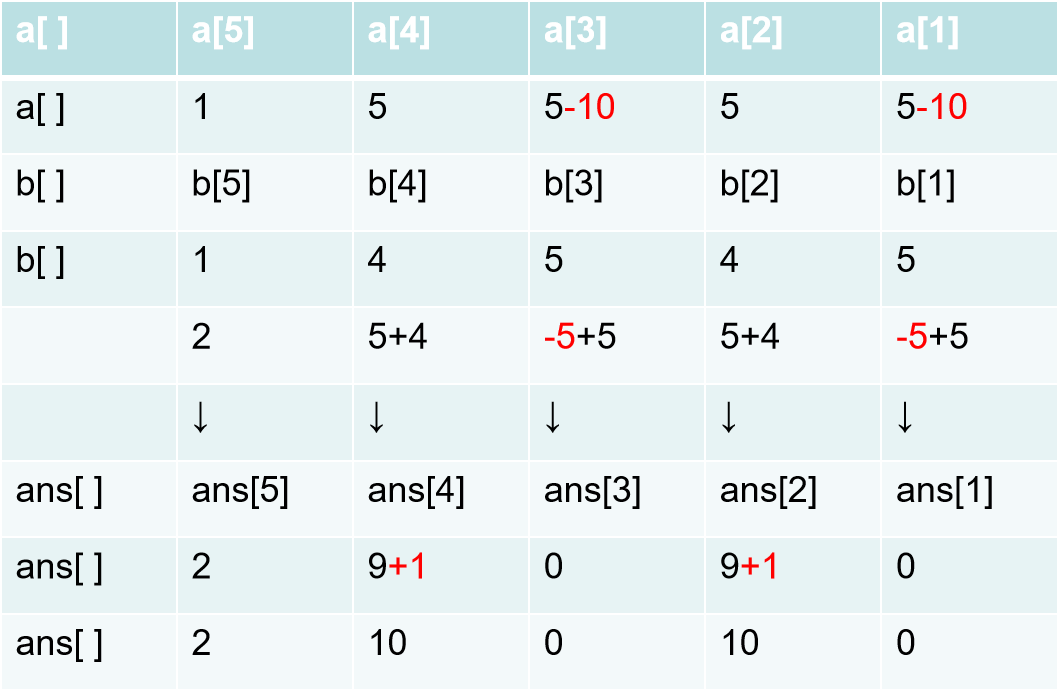 a[ ] a[5] a[4] a[3] a[2] a[1]
a[ ] 1 5 5-10 5 5-10
b[ ] b[5] b[4] b[3] b[2] b[1]
b[ ] 1 4 5 4 5
2 5+4 -5+5 5+4 -5+5
↓ ↓ ↓ ↓ ↓
ans[ ] ans[5] ans[4] ans[3] ans[2] ans[1]
ans[ ] 2 9+1 0 9+1 0
ans[ ] 2 10 0 10 0